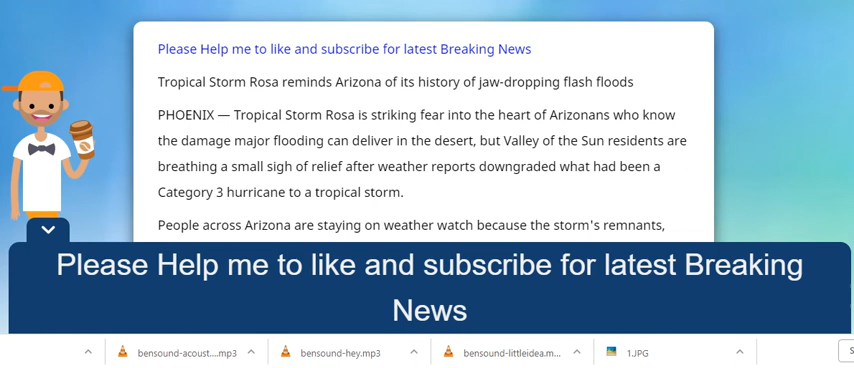 Please Help me to like and subscribe for latest Breaking News
Tropical Storm Rosa reminds Arizona of its history of jaw-dropping flash floods
PHOENIX — Tropical Storm Rosa is striking fear into the heart of Arizonans who know
the damage major flooding can deliver in the desert, but Valley of the Sun residents are
breathing a small sigh of relief after weather reports downgraded what had been a
Category 3 hurricane to a tropical storm.
People across Arizona are staying on weather watch because the storm's remnants,
Please Help me to like and subscribe for latest Breaking
News
bensound-acoust....mp3
bensound-hey.mp3
bensound-littleidea.m...
1.JPG